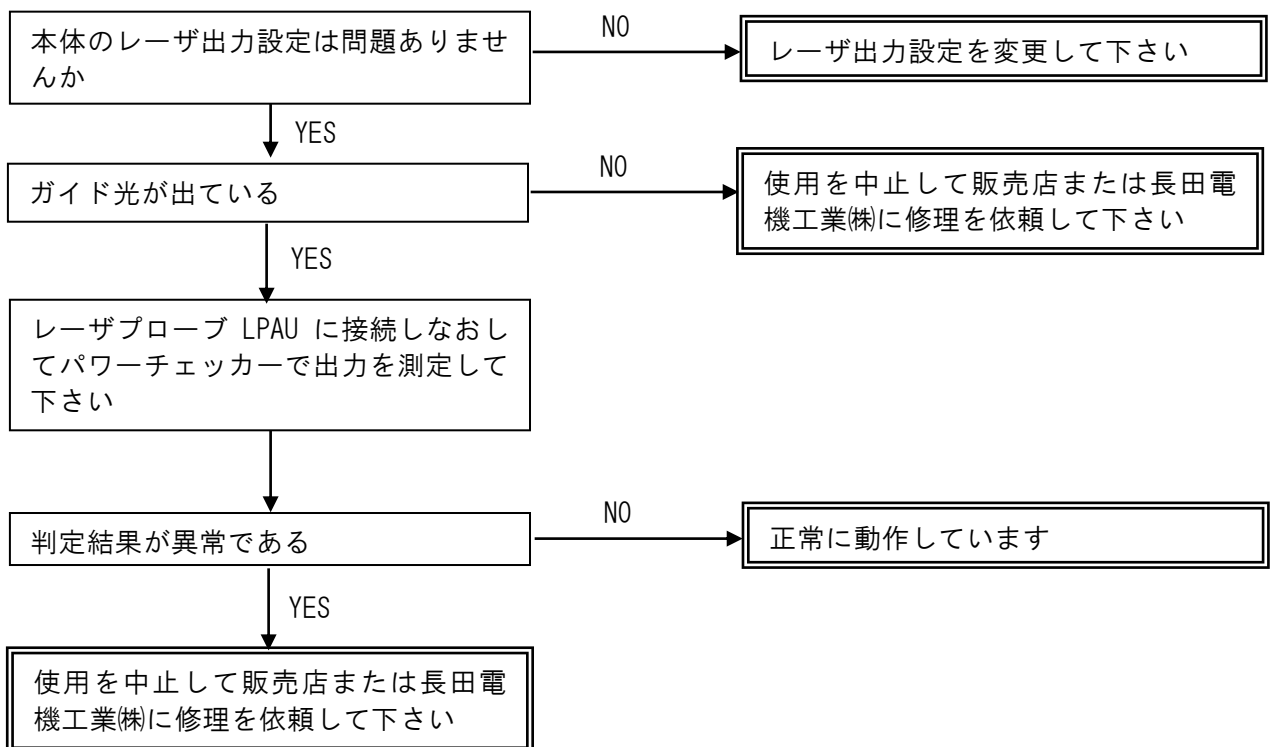 本体のレーザ出力設定は問題ありませ
んか
NO
レーザ出力設定を変更して下さい
YES
ガイド光が出ている
NO
使用を中止して販売店または長田電
機工業㈱に修理を依頼して下さい
YES
レーザプローブ LPAU に接続しなおし
てパワーチェッカーで出力を測定して
下さい
判定結果が異常である
NO
正常に動作しています
YES
使用を中止して販売店または長田電
機工業㈱に修理を依頼して下さい